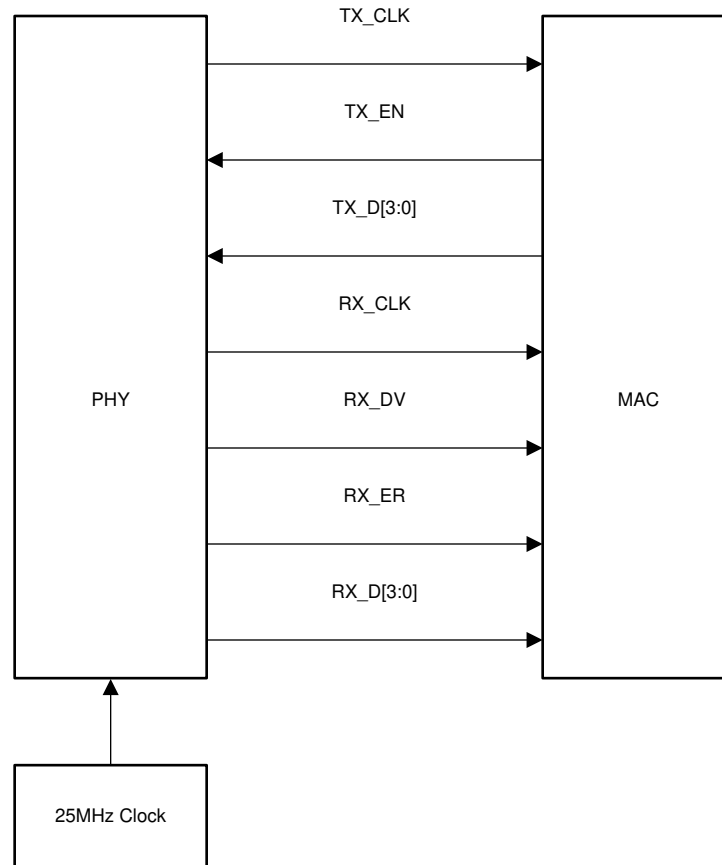 TX_CLK
TX_EN
TX_D[3:0]
RX_CLK
PHY
RX_DV
MAC
RX_ER
RX_D[3:0]
25MHz Clock